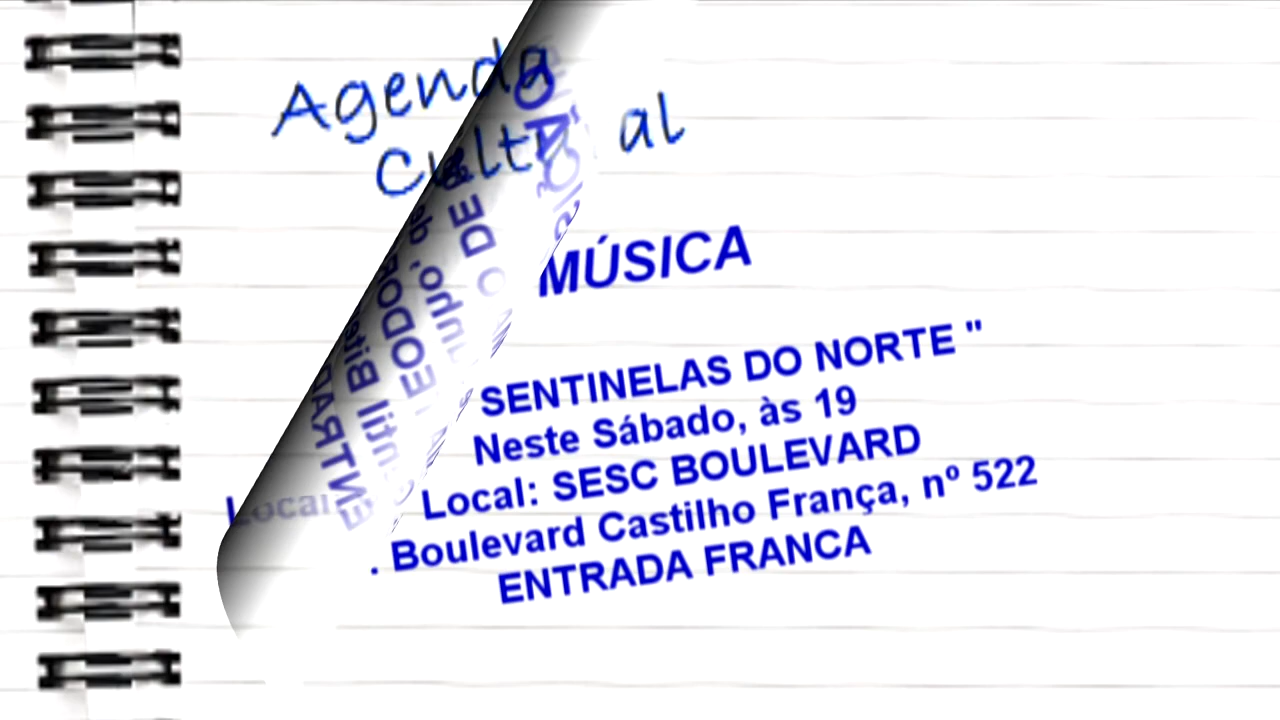 Agenda
Cultural
MÚSICA
SENTINELAS DO NORTE "
Neste Sábado, às 19
Local: SESC BOULEVARD
. Boulevard Castilho França, nº 522
ENTRADA FRANCA
Local